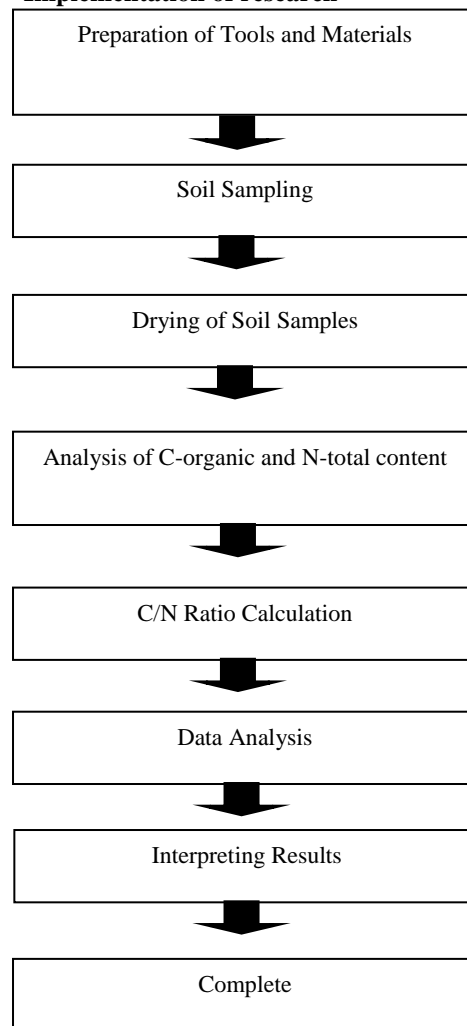 Implementation of research
Preparation of Tools and Materials
Soil Sampling
Drying of Soil Samples
Analysis of C-organic and N-total content
C/N Ratio Calculation
Data Analysis
Interpreting Results
Complete